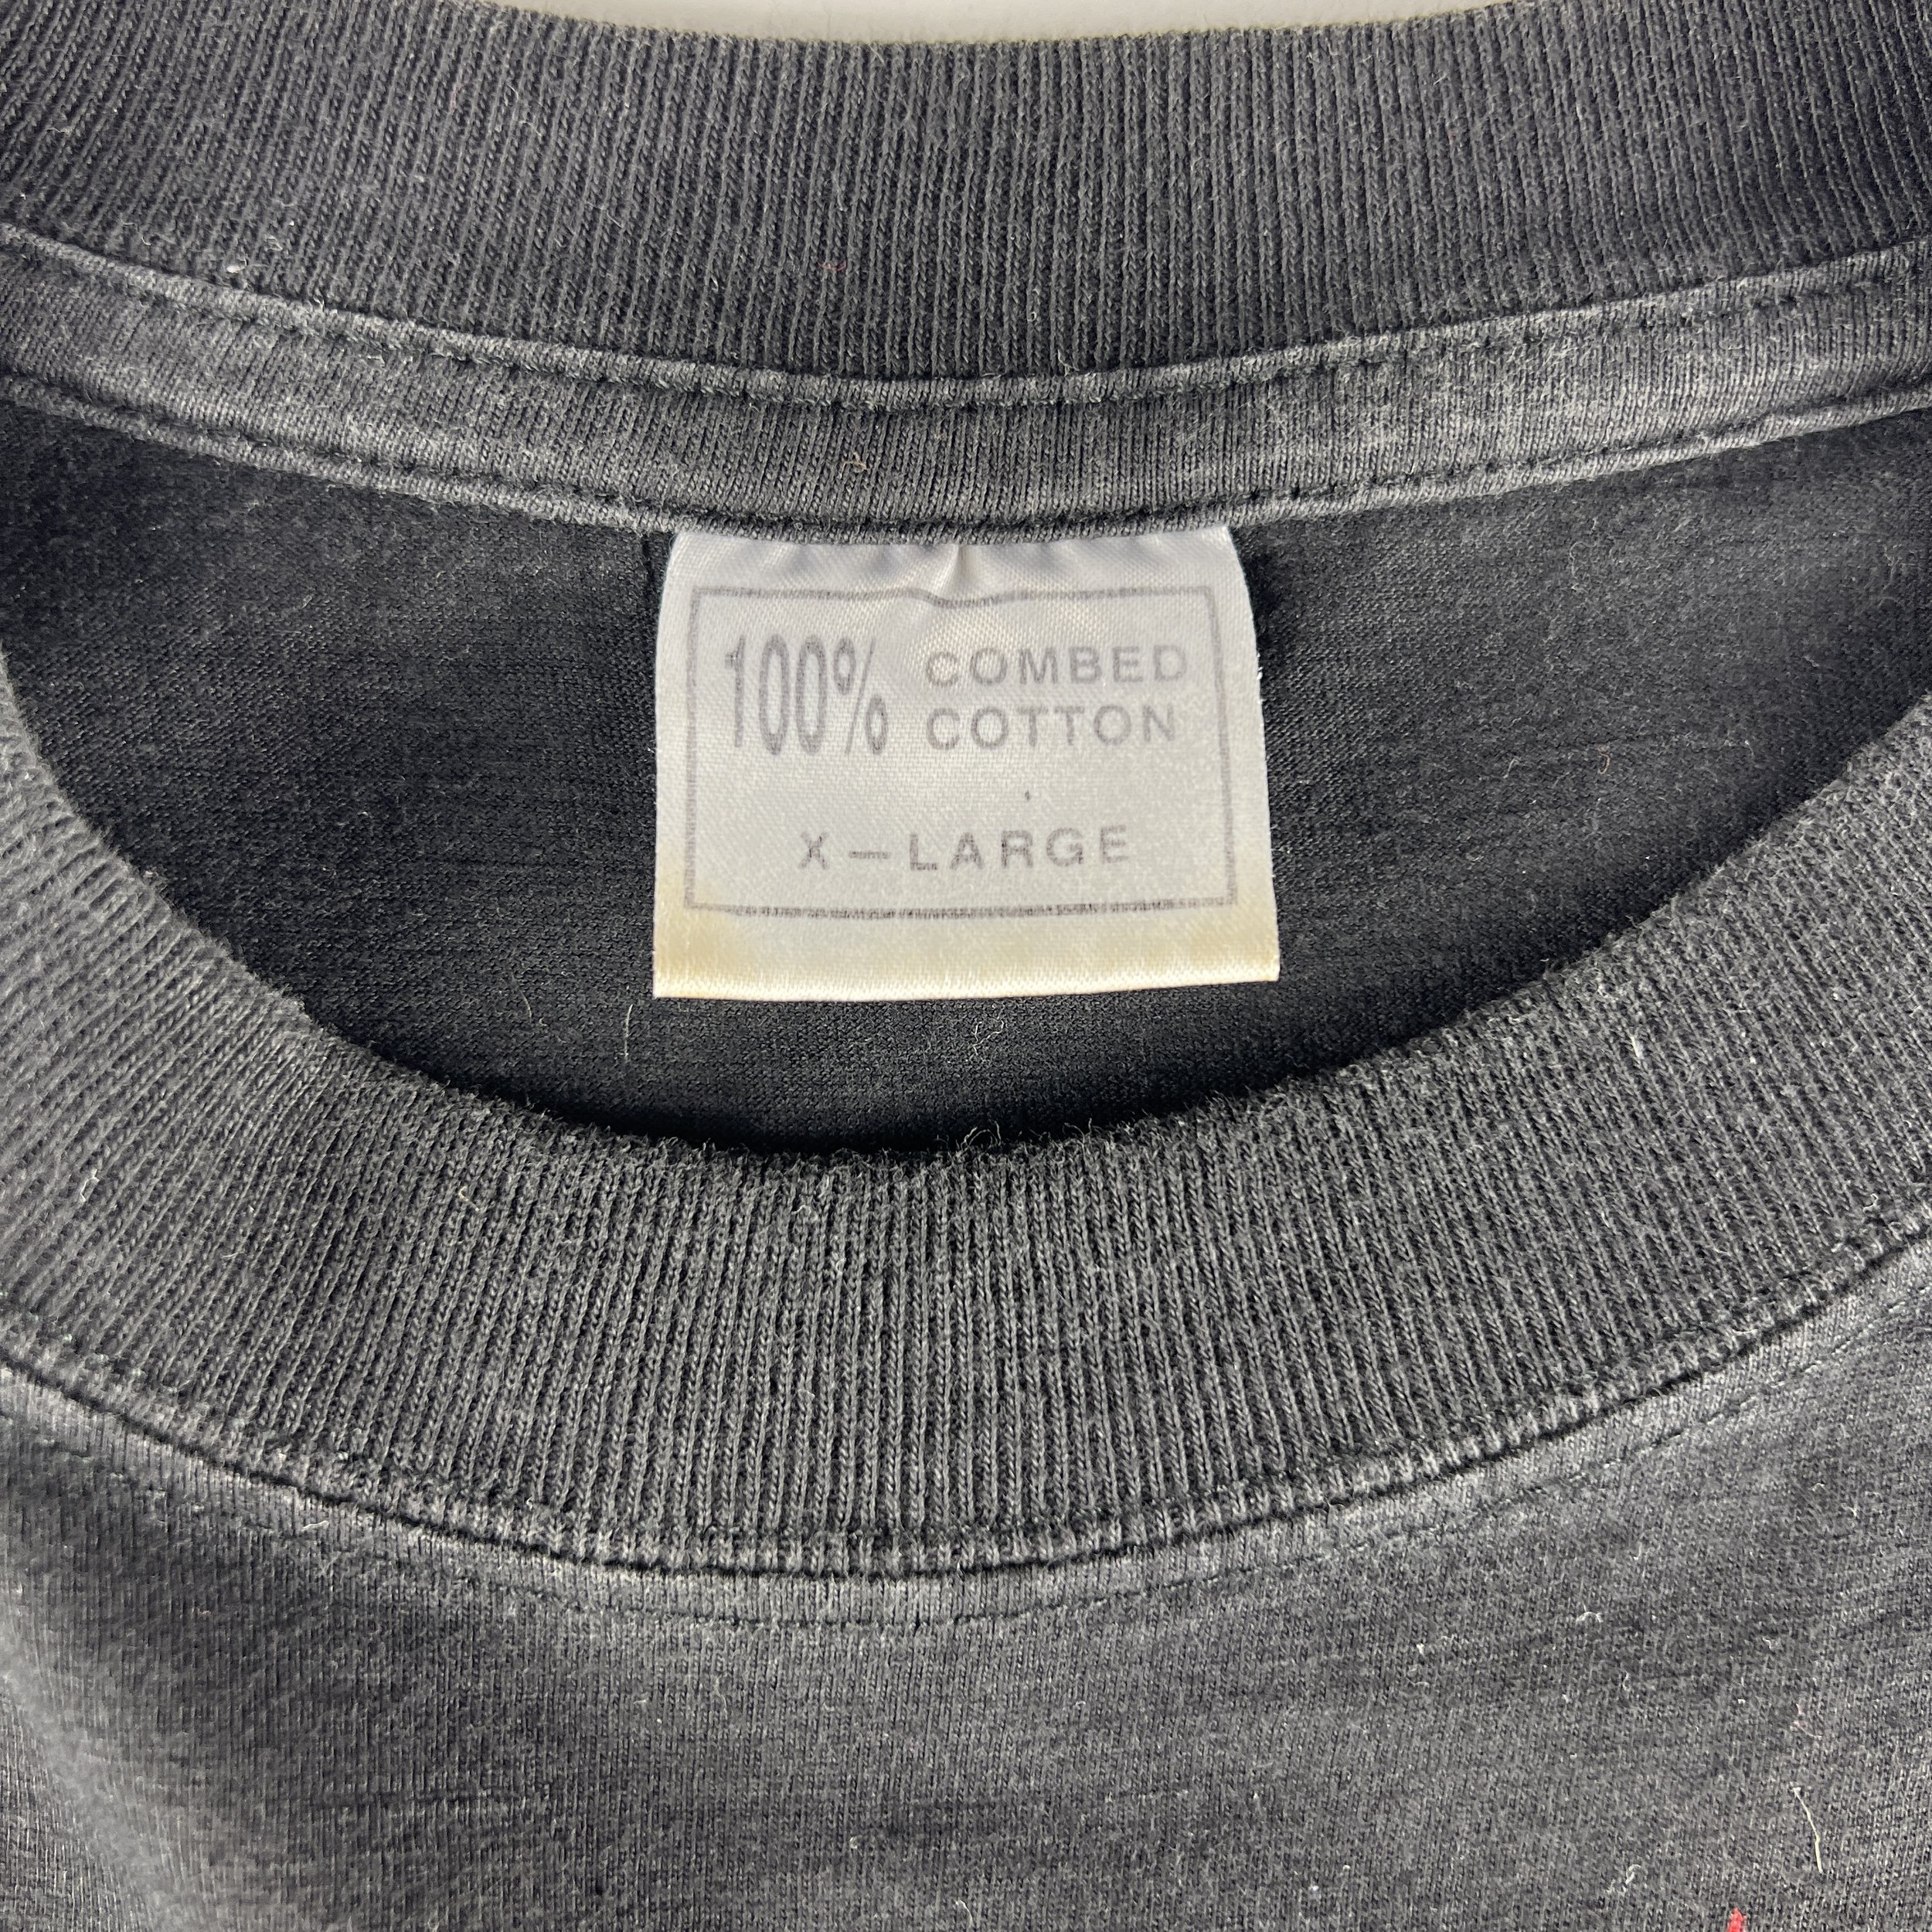 100% COMBED
COTTON
X—LARGE